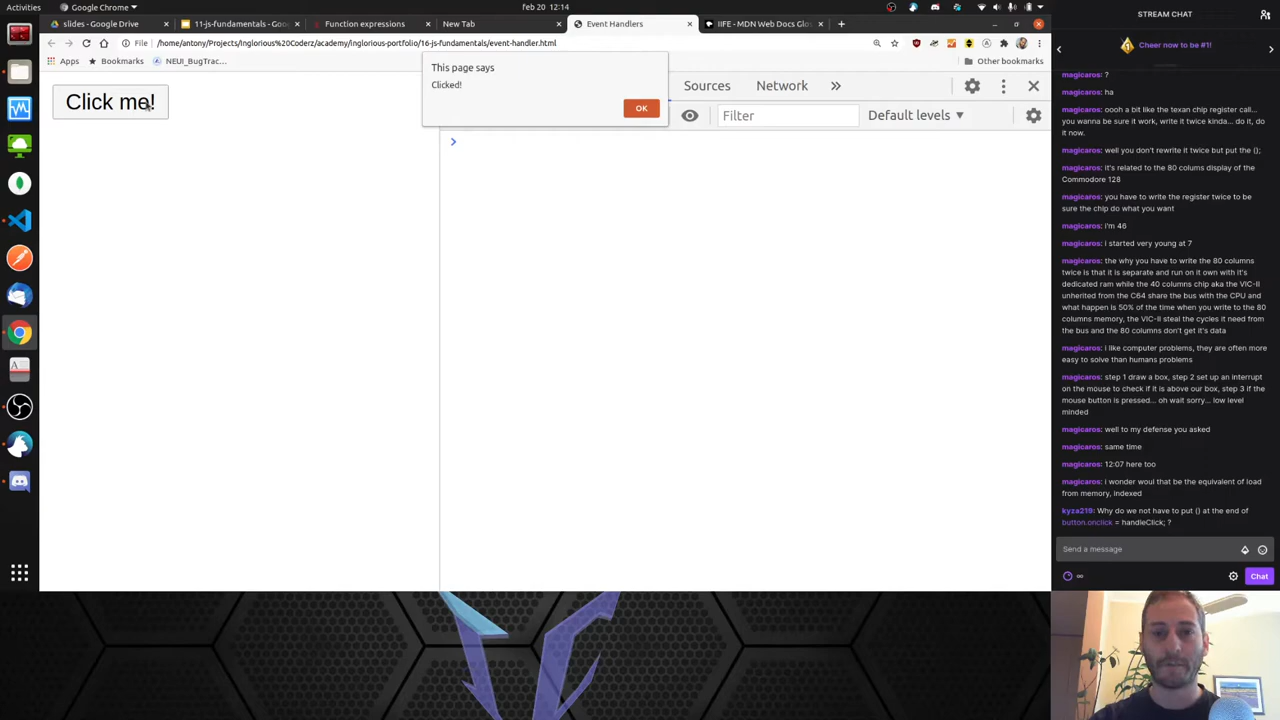 Activities
Google Chrome
Feb 20 12:14
slides - Google Drive
11-js-fundamentals - Goo
Function expressions
New Tab
Event Handlers
IIFE - MDN Web Docs Glo
File
/home/antony/Projects/Inglorious%20Coderz/academy/inglorious-portfolio/16-js-fundamentals/event-handler.html
Apps
Bookmarks
NEUI_BugTrac...
Other bookmarks
Click me!
This page says
Clicked!
OK
Sources
Network
Filter
Default levels
STREAM CHAT
Cheer now to be #1!
magicaros: ?
magicaros: ha
magicaros: oooh a bit like the texan chip register call...
you wanna be sure it work, write it twice kinda... do it, do
it now.
magicaros: well you don't rewrite it twice but put the ();
magicaros: it's related to the 80 colums display of the
Commodore 128
magicaros: you have to write the register twice to
be sure the chip do what you want
magicaros: i'm 46
magicaros: i started very young at 7
magicaros: the why you have to write the 80 columns
twice is that it is separate and run on it own with it's
dedicated ram while the 40 columns chip aka the VIC-II
unherited from the C64 share the bus with the CPU and
what happen is 50% of the time when you write to the 80
columns memory, the VIC-II steal the cycles it need from
the bus and the 80 columns don't get it's data
magicaros: i like computer problems, they are often more
easy to solve than humans problems
magicaros: step 1 draw a box, step 2 set up an interrupt
on the mouse to check if it is above our box, step 3 if the
mouse button is pressed... oh wait sorry... low level
minded
magicaros: well to my defense you asked
magicaros: same time
magicaros: 12:07 here too
magicaros: i wonder woul that be the equivalent of load
from memory, indexed
kyza219: Why do we not have to put () at the end of
button.onclick = handleClick; ?
Send a message
Chat